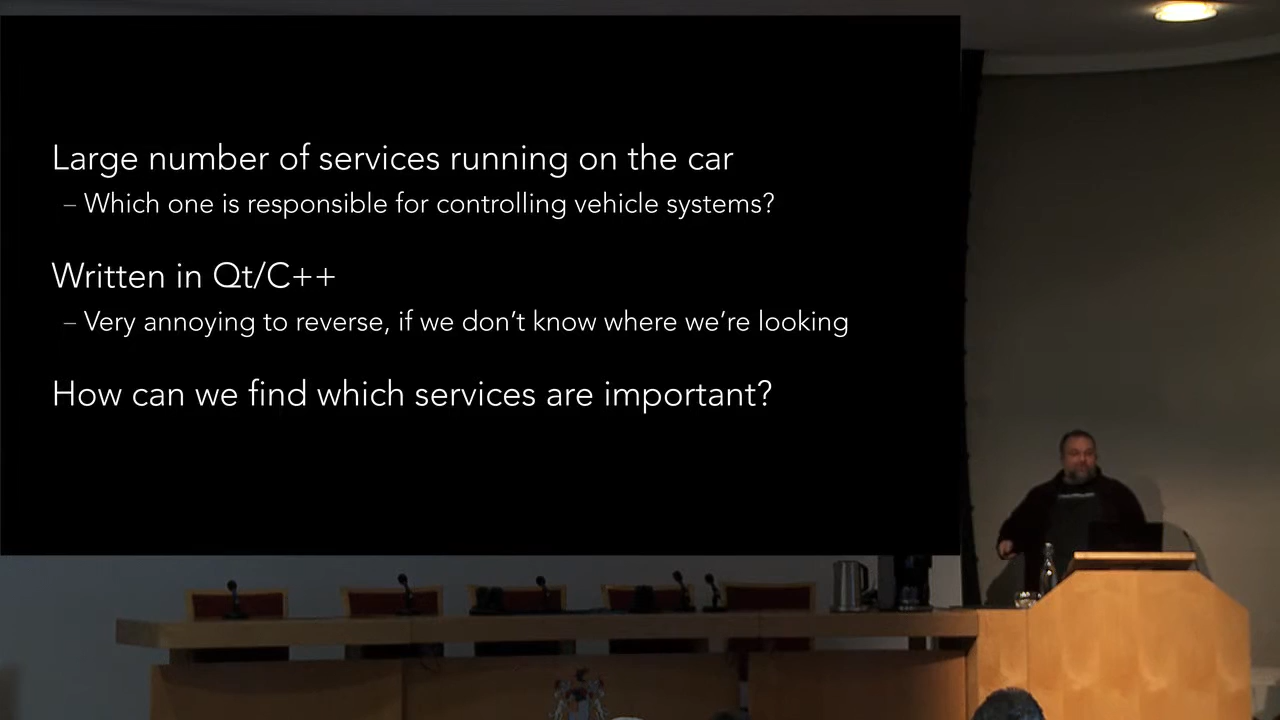 Large number of services running on the car
– Which one is responsible for controlling vehicle systems?
Written in Qt/C++
– Very annoying to reverse, if we don’t know where we’re looking
How can we find which services are important?